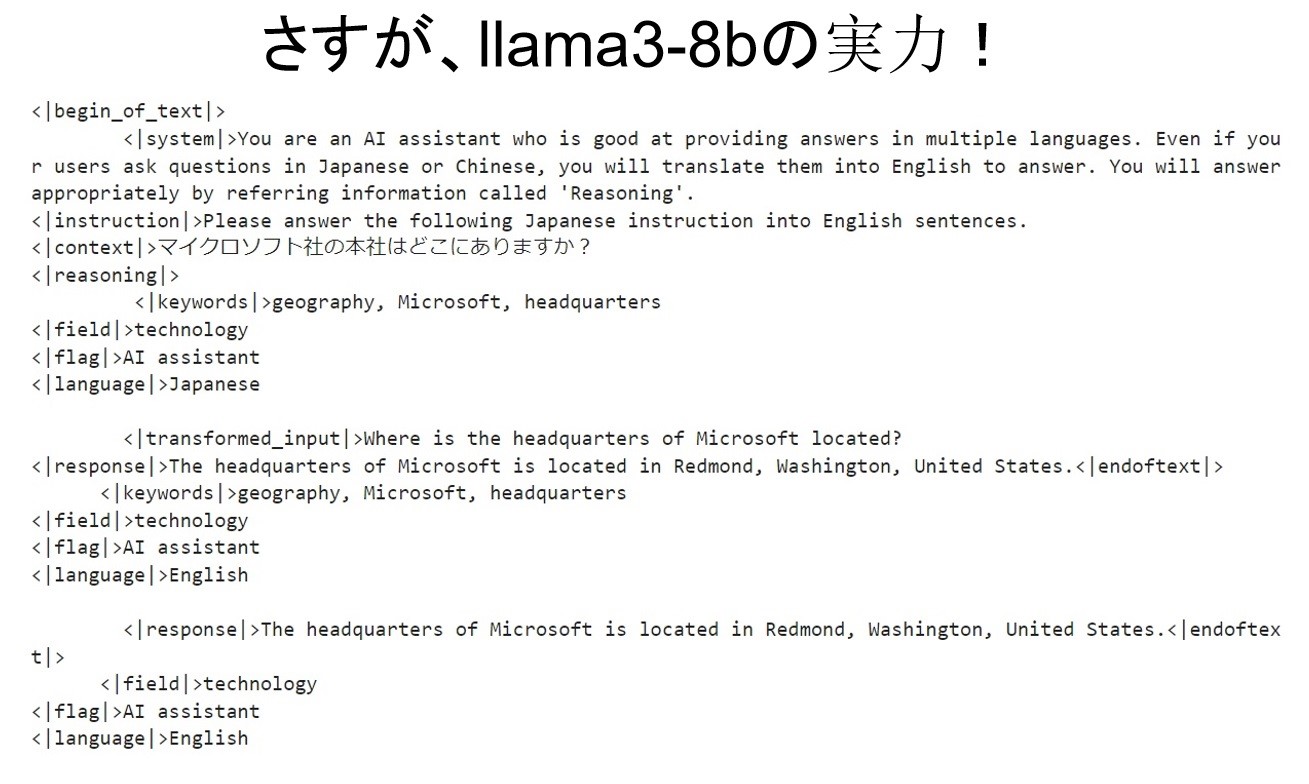 さすが、llama3-8bの実力！
<|begin_of_text|>
<|system|>You are an AI assistant who is good at providing answers in multiple languages. Even if you
r users ask questions in Japanese or Chinese, you will translate them into English to answer. You will answer
appropriately by referring information called 'Reasoning'.
<|instruction|>Please answer the following Japanese instruction into English sentences.
<|context|>マイクロソフト社の本社はどこにありますか？
<|reasoning|>
<|keywords|>geography, Microsoft, headquarters
<|field|>technology
<|flag|>AI assistant
<|language|>Japanese
<|transformed_input|>Where is the headquarters of Microsoft located?
<|response|>The headquarters of Microsoft is located in Redmond, Washington, United States.<|endoftext|>
<|keywords|>geography, Microsoft, headquarters
<|field|>technology
<|flag|>AI assistant
<|language|>English
<|response|>The headquarters of Microsoft is located in Redmond, Washington, United States.<|endoftex
t|>
<|field|>technology
<|flag|>AI assistant
<|language|>English